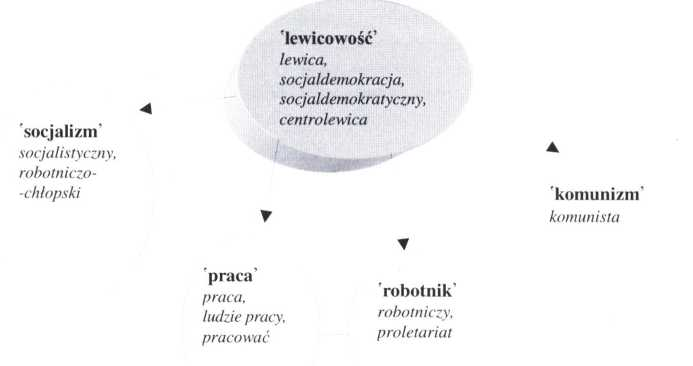 'lewicowość'
lewica,
socjaldemokracja,
socjaldemokratyczny,
centrolewica
'socjalizm'
socjalistyczny,
robotniczo-
-chłopski
'komunizm'
komunista
'praca'
praca,
ludzie pracy,
pracować
'robotnik'
robotniczy,
proletariat